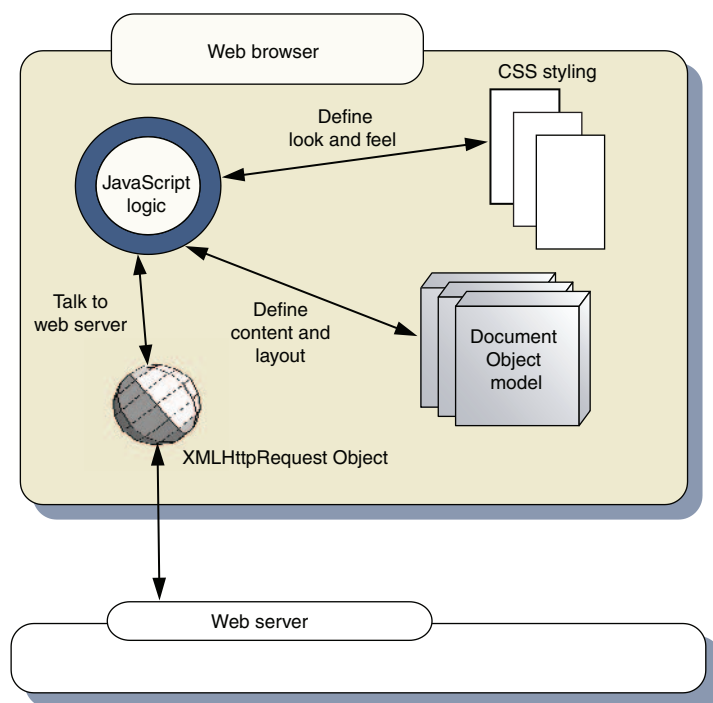 Web browser
CSS styling
Define
look and feel
JavaScript
logic
Talk to
web server
Define
content and
layout
Document
Object
model
XMLHttpRequest Object
Web server